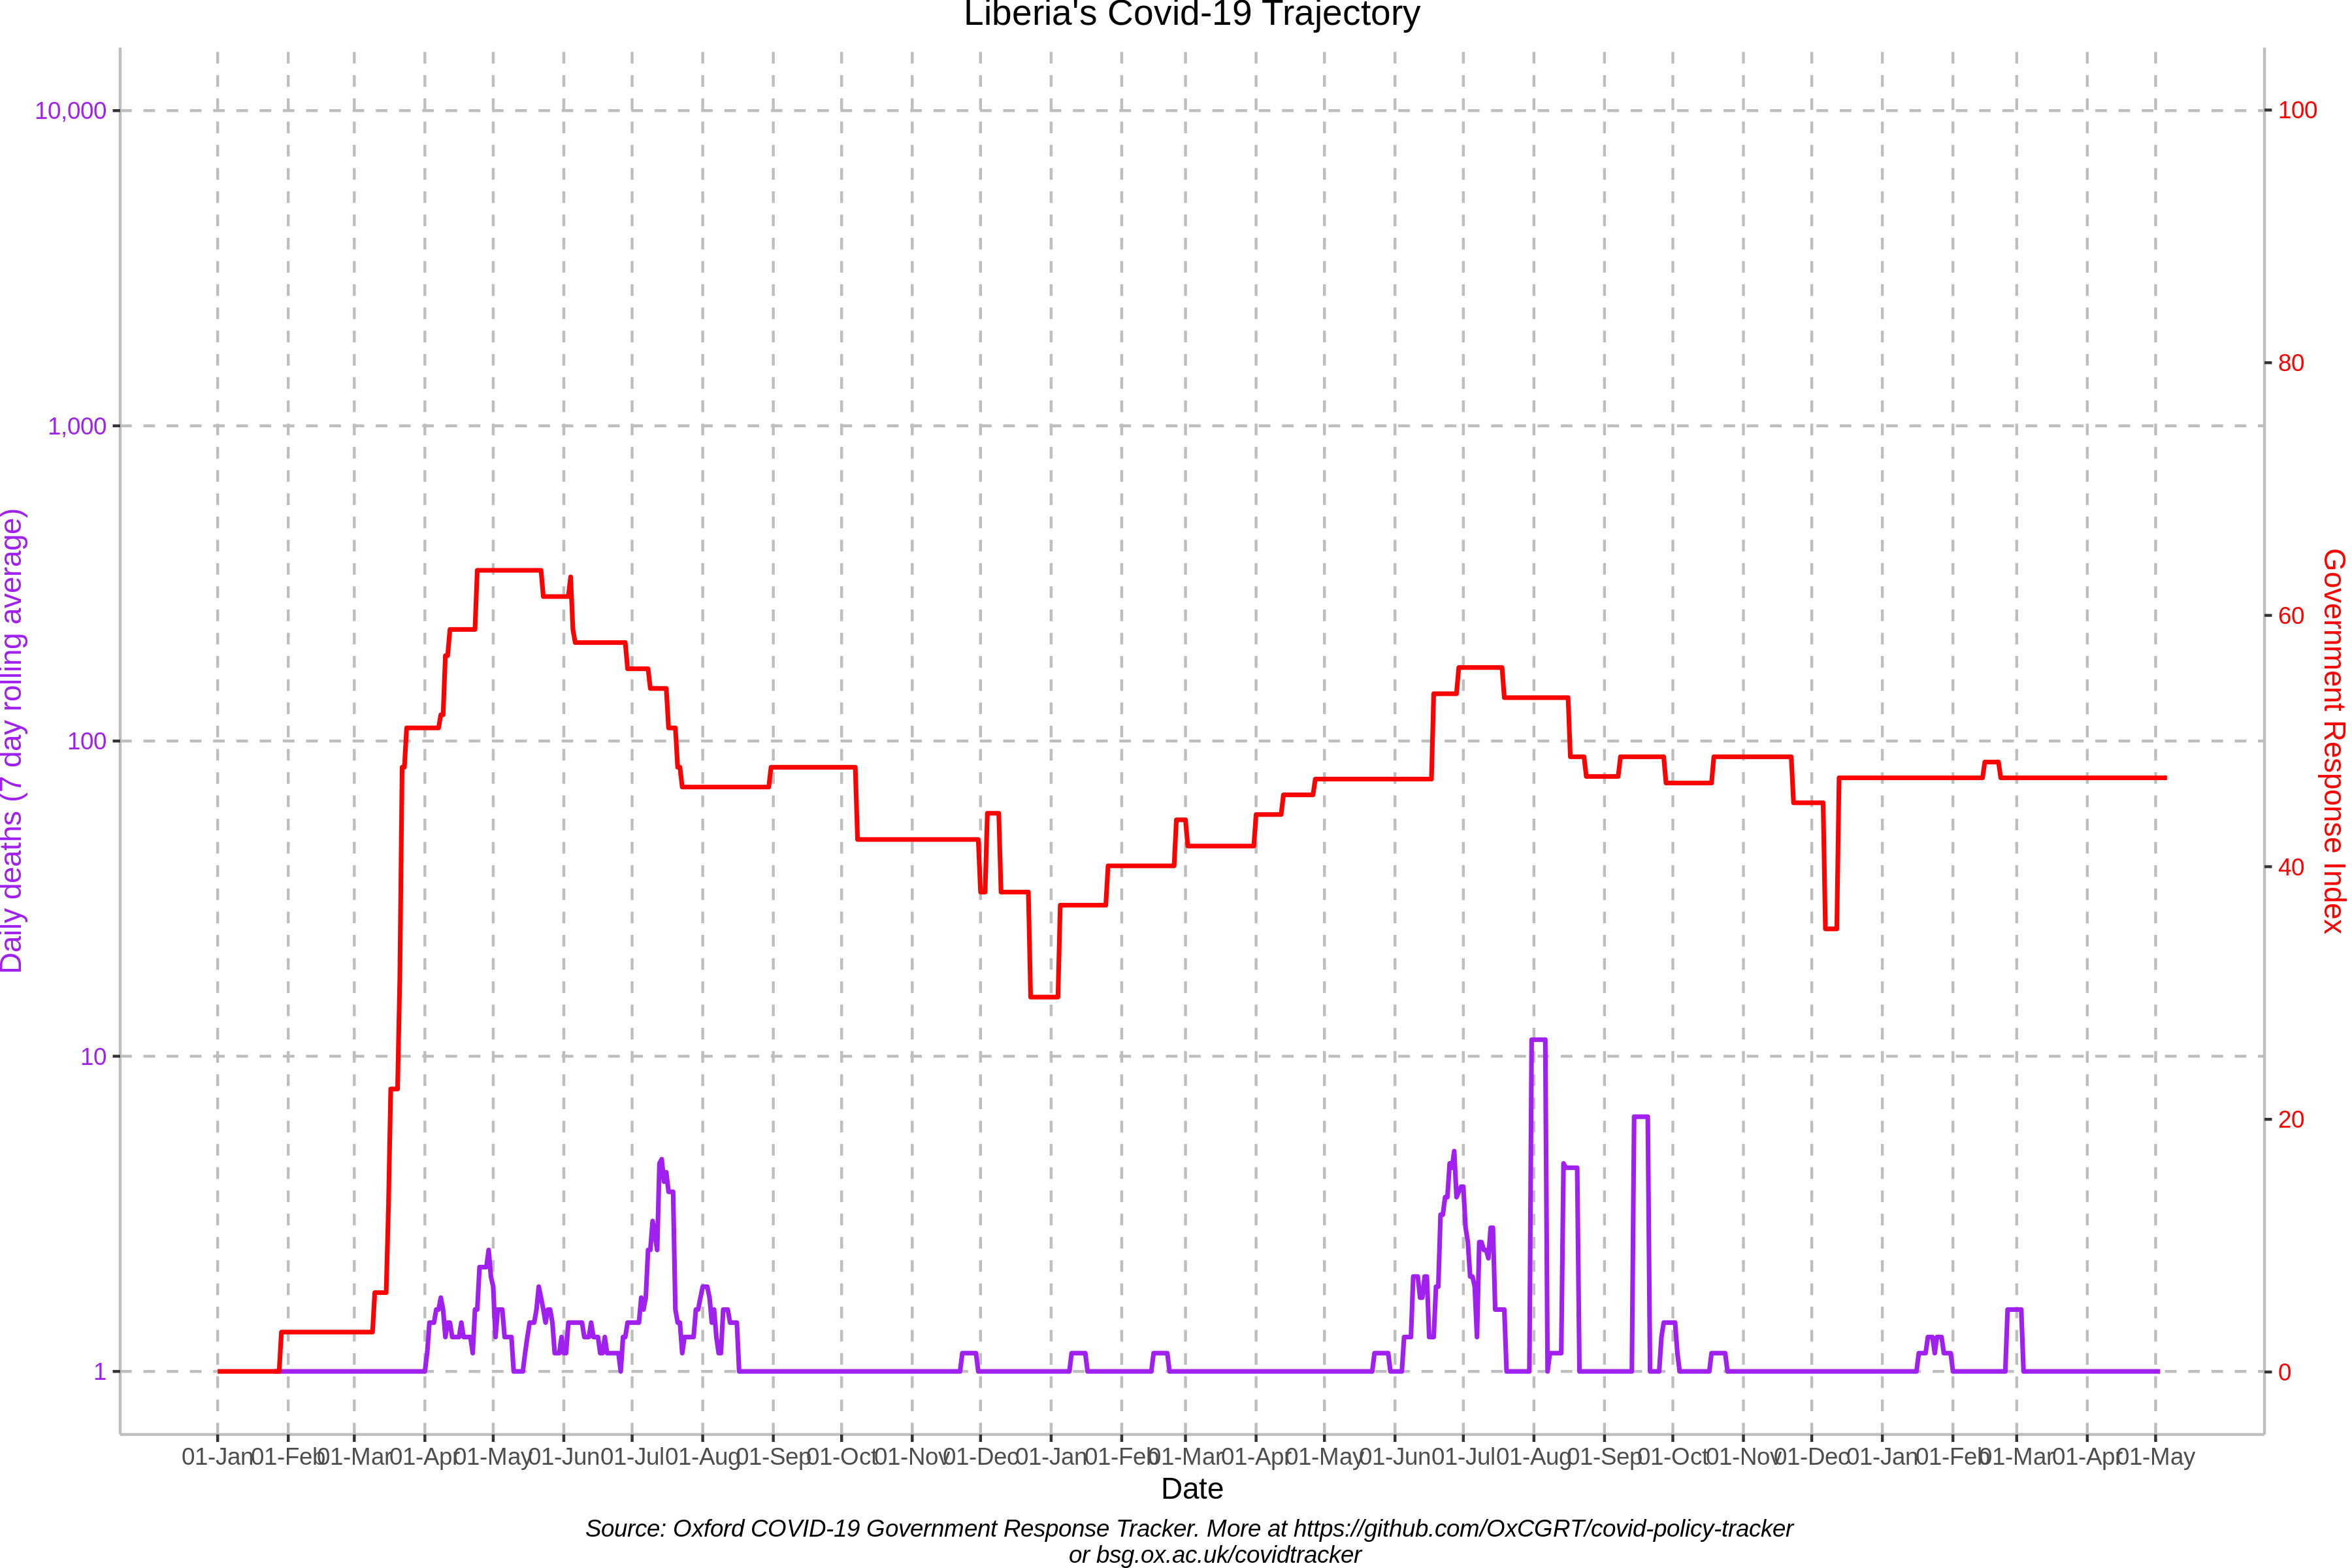 Liberia's Covid-19 Trajectory
10,000
1,000
100
10
1
Daily deaths (7 day rolling average)
100
80
60
40
20
0
Government Response Index
01-Jan 01-Feb 01-Mar 01-Apr 01-May 01-Jun 01-Jul 01-Aug 01-Sep 01-Oct 01-Nov 01-Dec 01-Jan 01-Feb 01-Mar 01-Apr 01-May 01-Jun 01-Jul 01-Aug 01-Sep 01-Oct 01-Nov 01-Dec 01-Jan 01-Feb 01-Mar 01-Apr 01-May
Date
Source: Oxford COVID-19 Government Response Tracker. More at https://github.com/OxCGRT/covid-policy-tracker
or bsg.ox.ac.uk/covidtracker